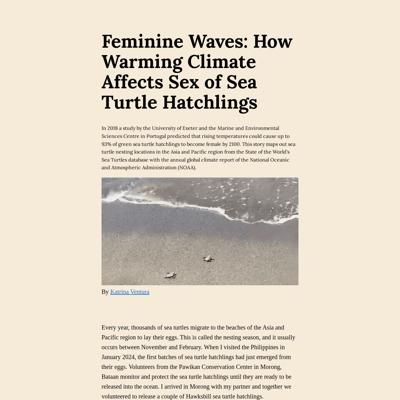 Feminine Waves: How
Warming Climate
Affects Sex of Sea
Turtle Hatchlings
In 2018 a study by the University of Exeter and the Marine and Environmental
Sciences Centre in Portugal predicted that rising temperatures could cause up to
93% of green sea turtle hatchlings to become female by 2100. This story maps out sea
turtle nesting locations in the Asia and Pacific region from the State of the World's
Sea Turtles database with the annual global climate report of the National Oceanic
and Atmospheric Administration (NOAA).
By Katrina Ventura
Every year, thousands of sea turtles migrate to the beaches of the Asia and
Pacific region to lay their eggs. This is called the nesting season, and it usually
occurs between November and February. When I visited the Philippines in
January 2024, the first batches of sea turtle hatchlings had just emerged from
their eggs. Volunteers from the Pawikan Conservation Center in Morong,
Bataan monitor and protect the sea turtle hatchlings until they are ready to be
released into the ocean. I arrived in Morong with my partner and together we
volunteered to release a couple of Hawksbill sea turtle hatchlings.